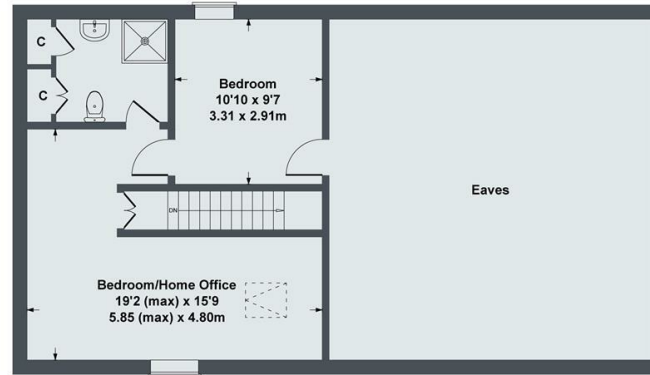 C
C
Bedroom
10'10 x 9'7
3.31 x 2.91m
Eaves
DN
Bedroom/Home Office
19'2 (max) x 15'9
5.85 (max) x 4.80m